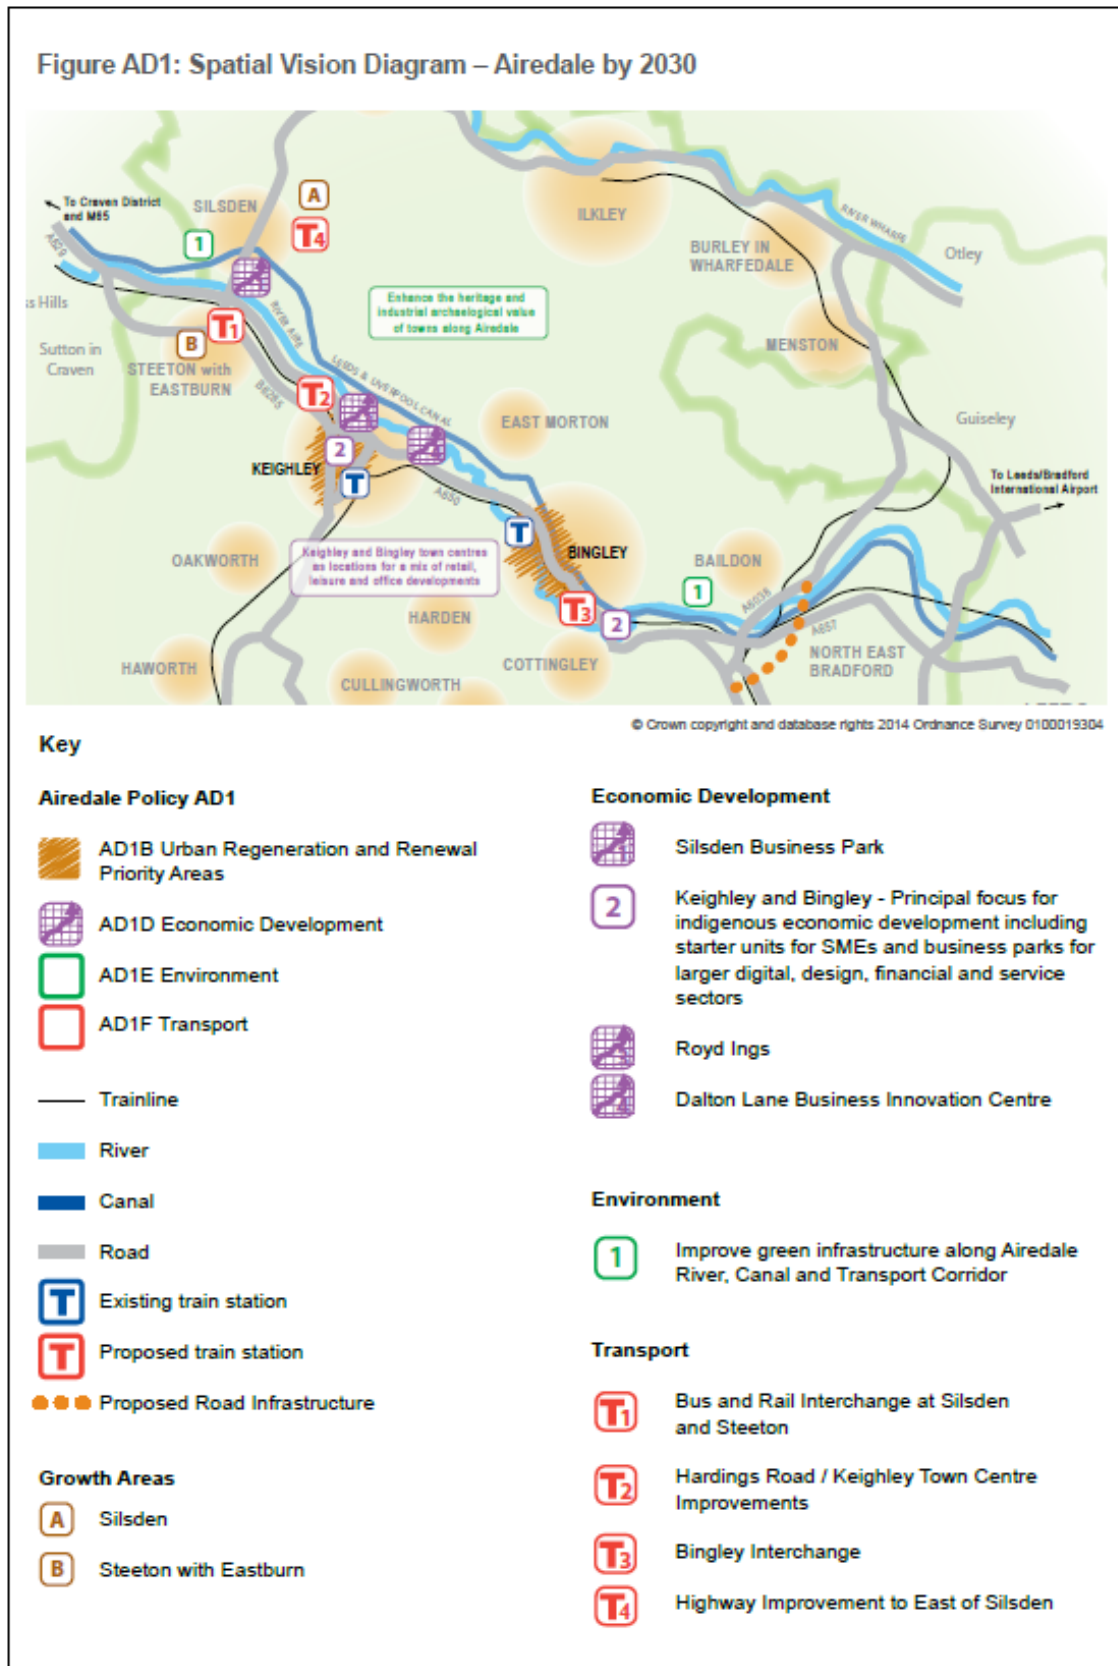 Figure AD1: Spatial Vision Diagram – Airedale by 2030
To Craven District
and M65
SILSDEN
A
T4
1
A629
ILKLEY
BURLEY IN
WHARFEDALE
RIVER WHARFE
Otley
ss Hills
Sutton in
Craven
T1
B
STEETON with
EASTBURN
RIVER AIRE
Enhance the heritage and
industrial archaelogical value
of towns along Airedale
MENSTON
LEEDS & LIVERPOOL CANAL
B6265
T2
EAST MORTON
Guiseley
2
KEIGHLEY
T
A650
To Leeds/Bradford
International Airport
T
OAKWORTH
Keighley and Bingley town centres
as locations for a mix of retail,
leisure and office developments
BINGLEY
BAILDON
1
HARDEN
T3
2
A6038
A657
HAWORTH
CULLINGWORTH
COTTINGLEY
NORTH EAST
BRADFORD
© Crown copyright and database rights 2014 Ordnance Survey 0100019304
Key
Airedale Policy AD1
AD1B Urban Regeneration and Renewal
Priority Areas
AD1D Economic Development
AD1E Environment
AD1F Transport
Trainline
River
Canal
Road
T Existing train station
T Proposed train station
Proposed Road Infrastructure
Growth Areas
A Silsden
B Steeton with Eastburn
Economic Development
1 Silsden Business Park
2 Keighley and Bingley - Principal focus for
indigenous economic development including
starter units for SMEs and business parks for
larger digital, design, financial and service
sectors
3 Royd Ings
4 Dalton Lane Business Innovation Centre
Environment
1 Improve green infrastructure along Airedale
River, Canal and Transport Corridor
Transport
T1 Bus and Rail Interchange at Silsden
and Steeton
T2 Hardings Road / Keighley Town Centre
Improvements
T3 Bingley Interchange
T4 Highway Improvement to East of Silsden